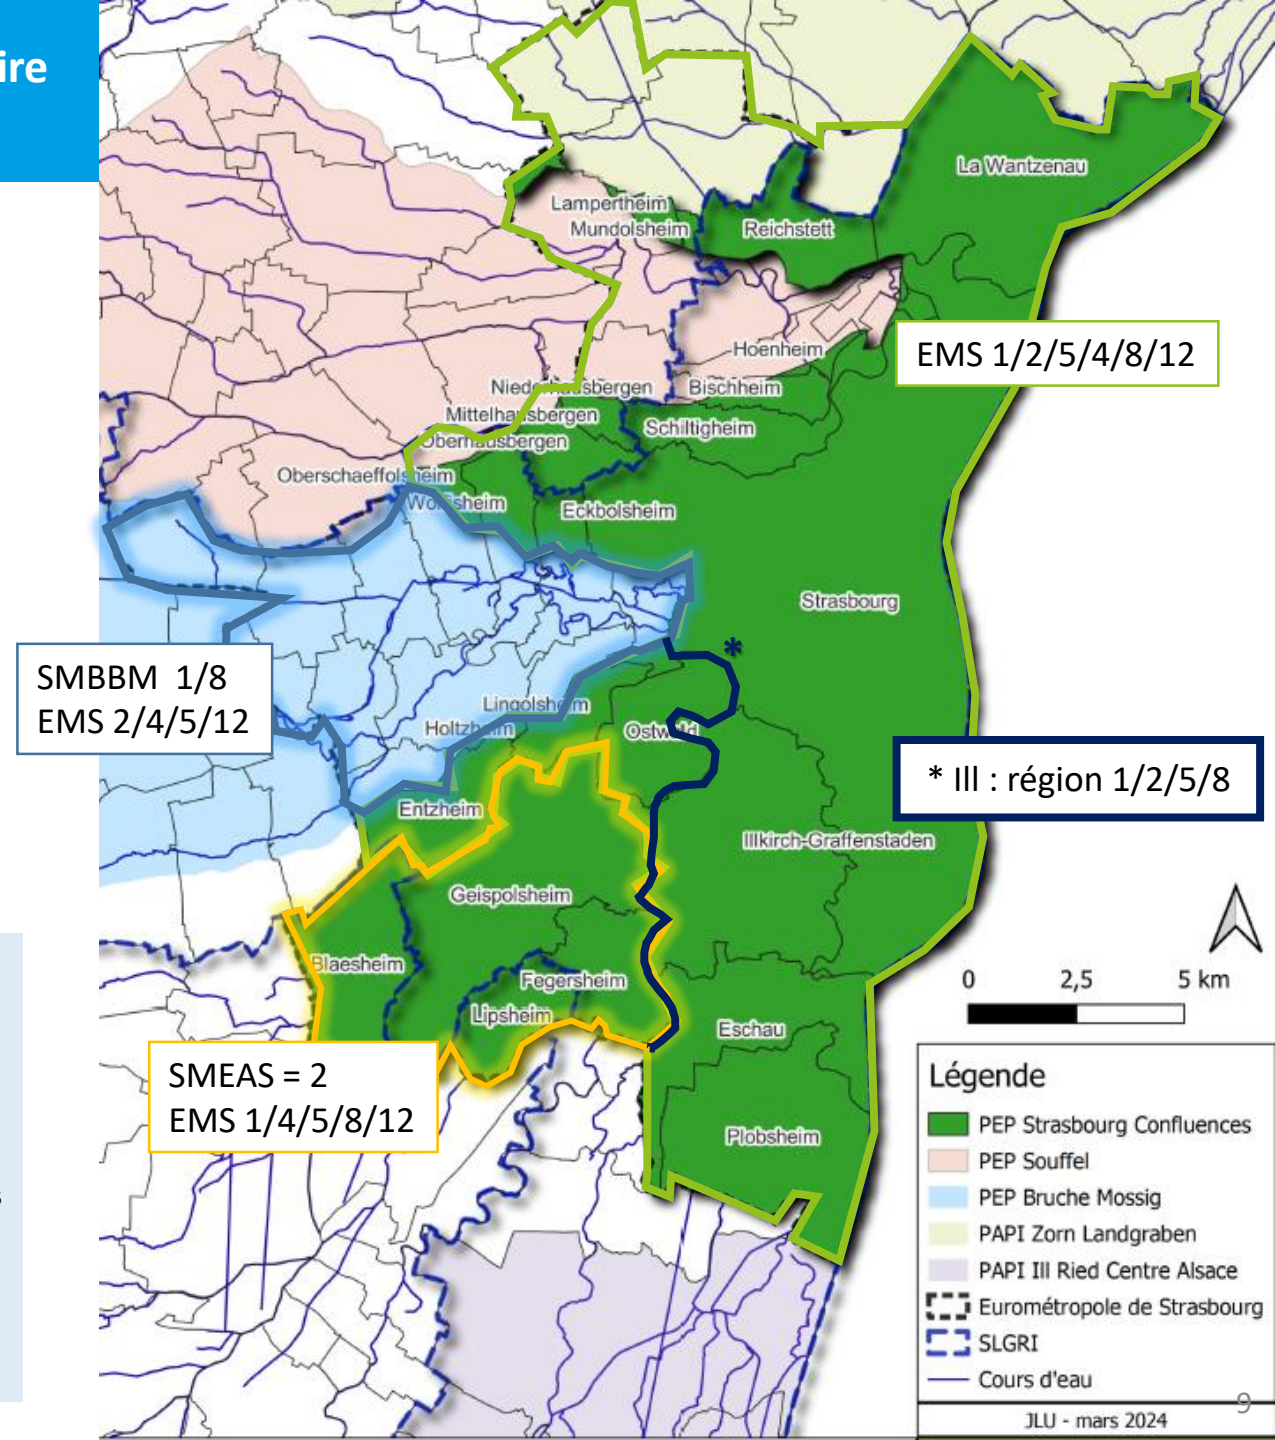 ire
La Wantzenau
Lampertheim
Mundolsheim
Reichstett
EMS 1/2/5/4/8/12
Hoenheim
Niederhausbergen
Bischheim
Mittelhausbergen
Schiltigheim
Oberhausbergen
Oberschaeffolsheim
Wolfisheim
Eckbolsheim
Strasbourg
*
SMBBM 1/8
EMS 2/4/5/12
Lingolsheim
Holtzheim
Ostwald
* Ill : région 1/2/5/8
Entzheim
Illkirch-Graffenstaden
Geispolsheim
Blaesheim
Fegersheim
Lipsheim
0 2,5 5 km
Eschau
SMEAS = 2
EMS 1/4/5/8/12
Plobsheim
s
Légende
PEP Strasbourg Confluences
PEP Souffel
PEP Bruche Mossig
PAPI Zorn Landgraben
PAPI Ill Ried Centre Alsace
Eurométropole de Strasbourg
SLGRI
Cours d'eau
9
JLU - mars 2024